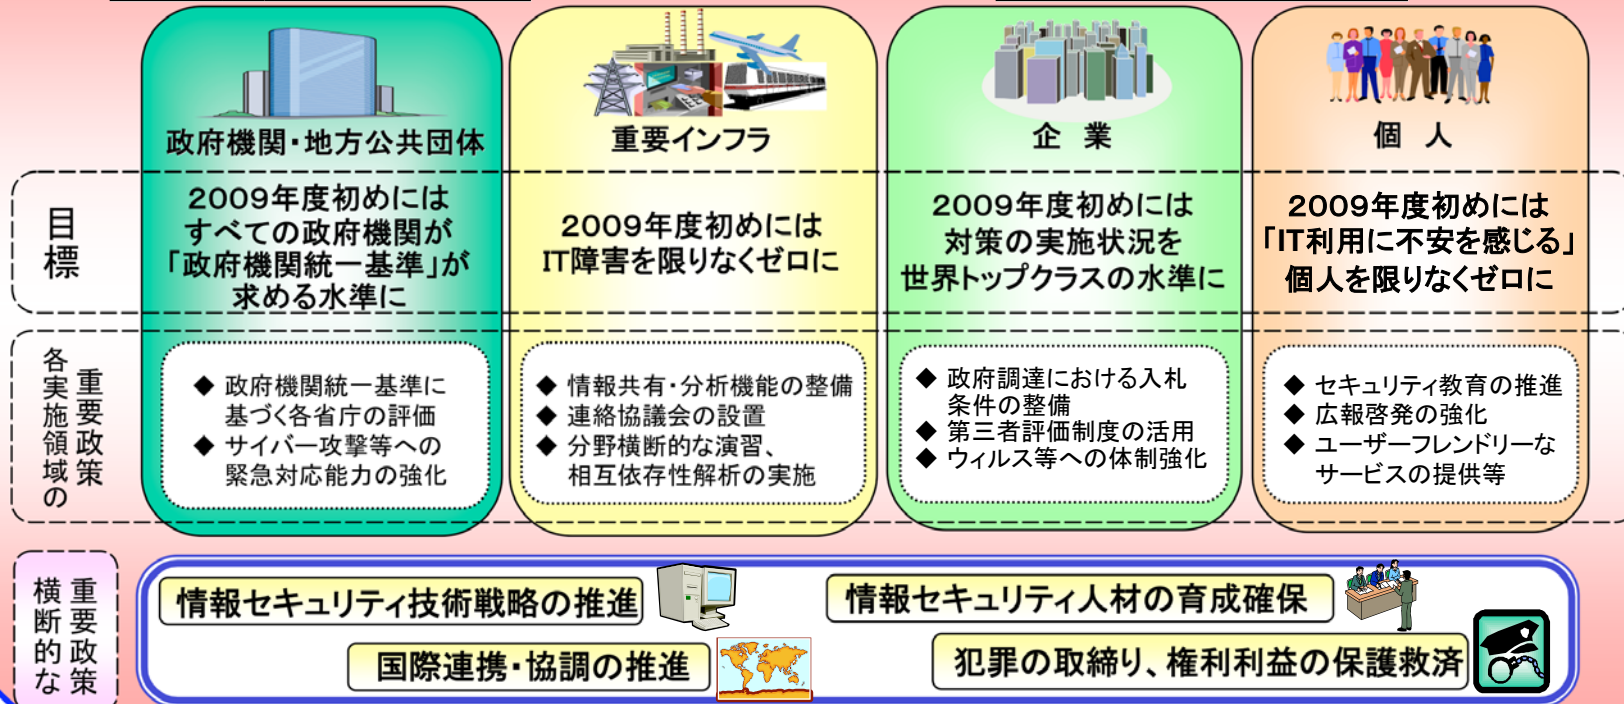 政府機関・地方公共団体
重要インフラ
企　業
個　人
目標
2009年度初めには
すべての政府機関が
「政府機関統一基準」が
求める水準に
2009年度初めには
IT障害を限りなくゼロに
2009年度初めには
対策の実施状況を
世界トップクラスの水準に
2009年度初めには
「IT利用に不安を感じる」
個人を限りなくゼロに
各実施領域の
重要政策
◆ 政府機関統一基準に
基づく各省庁の評価
◆ サイバー攻撃等への
緊急対応能力の強化
◆ 情報共有・分析機能の整備
◆ 連絡協議会の設置
◆ 分野横断的な演習、
相互依存性解析の実施
◆ 政府調達における入札
条件の整備
◆ 第三者評価制度の活用
◆ ウィルス等への体制強化
◆ セキュリティ教育の推進
◆ 広報啓発の強化
◆ ユーザーフレンドリーな
サービスの提供等
横断的な
重要政策
情報セキュリティ技術戦略の推進
情報セキュリティ人材の育成確保
国際連携・協調の推進
犯罪の取締り、権利利益の保護救済